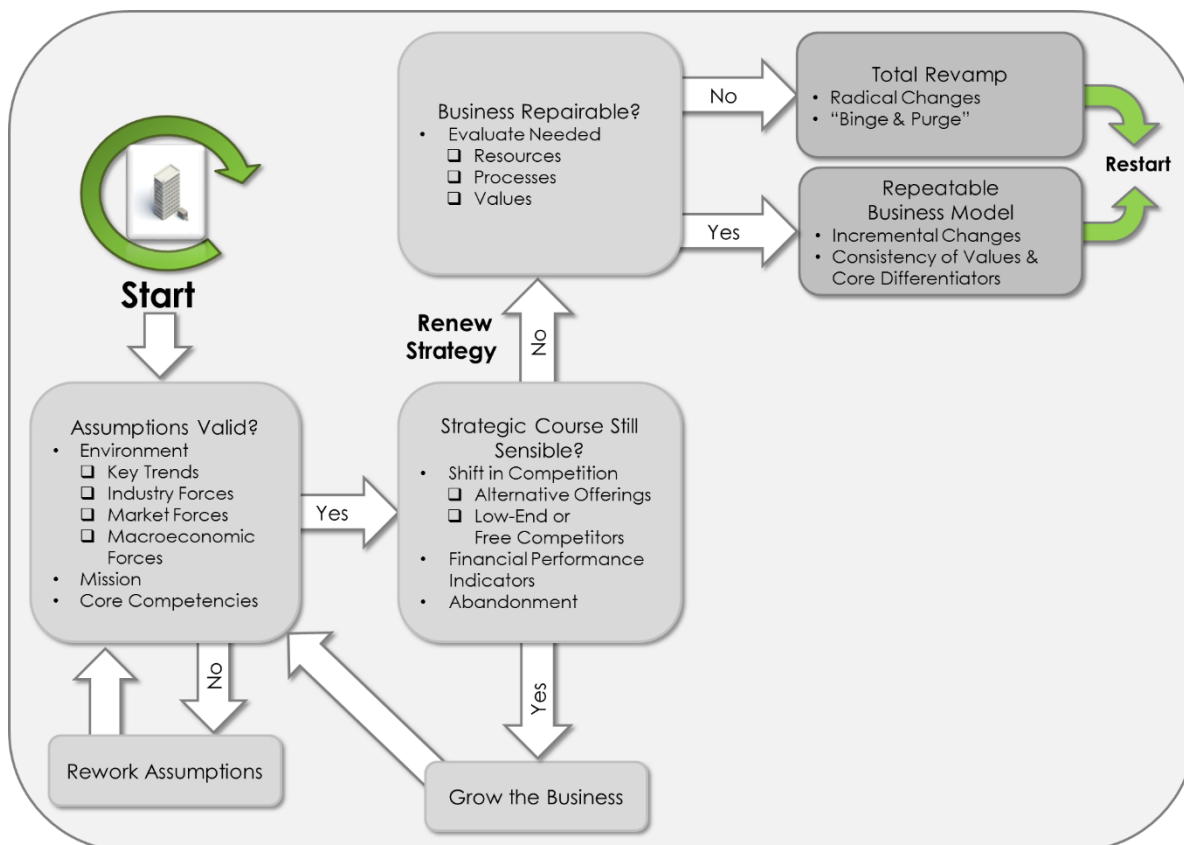 Start
Assumptions Valid?
• Environment
❑ Key Trends
❑ Industry Forces
❑ Market Forces
❑ Macroeconomic
Forces
• Mission
• Core Competencies
Yes
No
Rework Assumptions
Strategic Course Still
Sensible?
• Shift in Competition
❑ Alternative Offerings
❑ Low-End or
Free Competitors
• Financial Performance
Indicators
• Abandonment
Yes
Grow the Business
Renew
Strategy
No
Business Repairable?
• Evaluate Needed
❑ Resources
❑ Processes
❑ Values
No
Total Revamp
• Radical Changes
• “Binge & Purge”
Yes
Repeatable
Business Model
• Incremental Changes
• Consistency of Values &
Core Differentiators
Restart